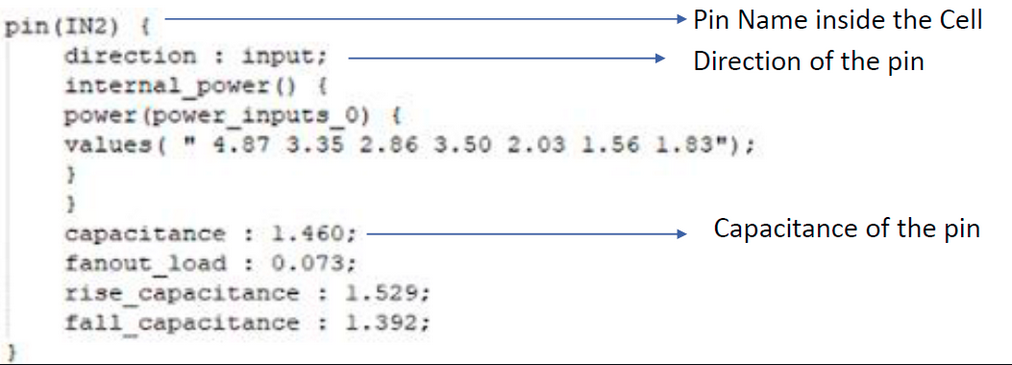 pin(IN2) { Pin Name inside the Cell
direction : input; Direction of the pin
internal_power() {
power(power_inputs_0) {
values( " 4.87 3.35 2.86 3.50 2.03 1.56 1.83");
}
}
capacitance : 1.460; Capacitance of the pin
fanout_load : 0.073;
rise_capacitance : 1.529;
fall_capacitance : 1.392;
}